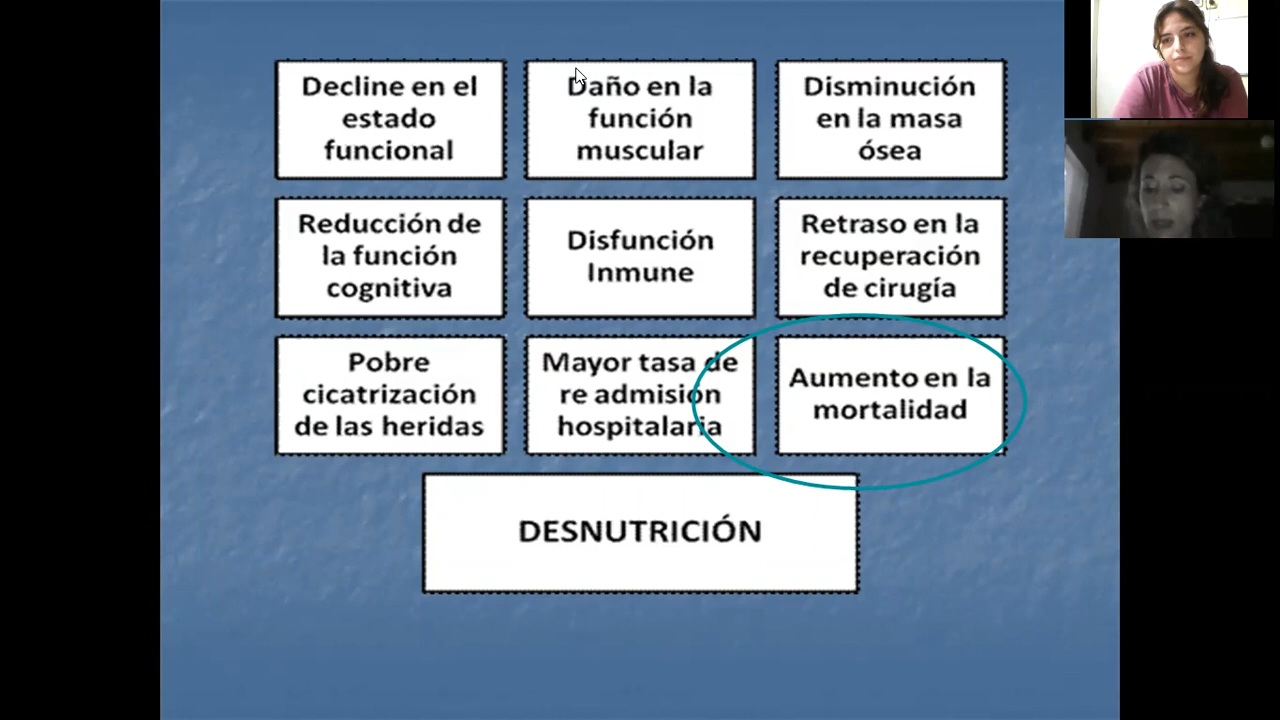 Decline en el
estado
funcional
Daño en la
función
muscular
Disminución
en la masa
ósea
Reducción de
la función
cognitiva
Disfunción
Inmune
Retraso en la
recuperación
de cirugía
Pobre
cicatrización
de las heridas
Mayor tasa de
re admisión
hospitalaria
Aumento en la
mortalidad
DESNUTRICIÓN